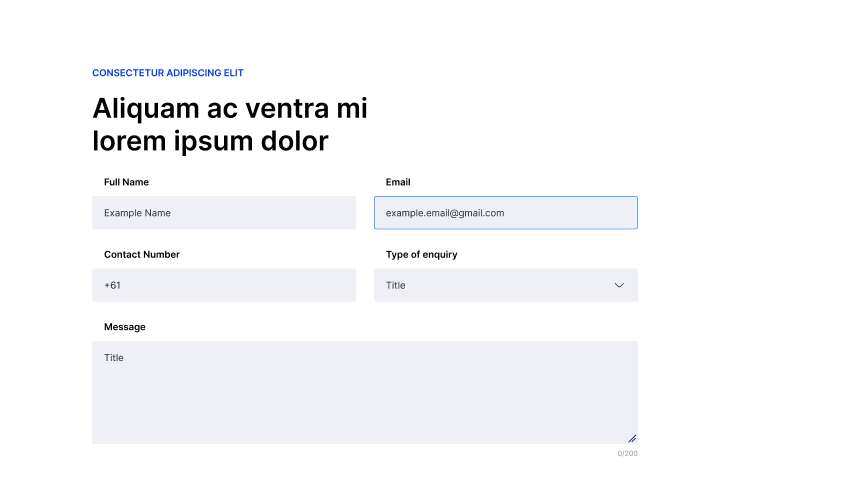 CONSECTETUR ADIPISCING ELIT
Aliquam ac ventra mi
lorem ipsum dolor
Full Name
Email
Example Name
example.email@gmail.com
Contact Number
Type of enquiry
+61
Title
Message
Title
0/200